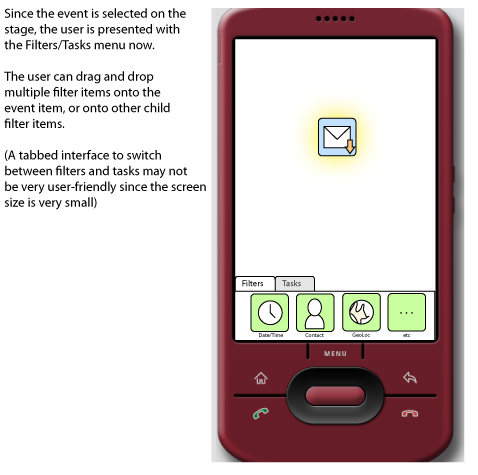 Since the event is selected on the
stage, the user is presented with
the Filters/Tasks menu now.
The user can drag and drop
multiple filter items onto the
event item, or onto other child
filter items.
(A tabbed interface to switch
between filters and tasks may not
be very user-friendly since the screen
size is very small)
Filters Tasks
Date/Time Contact GeoLoc etc
MENU